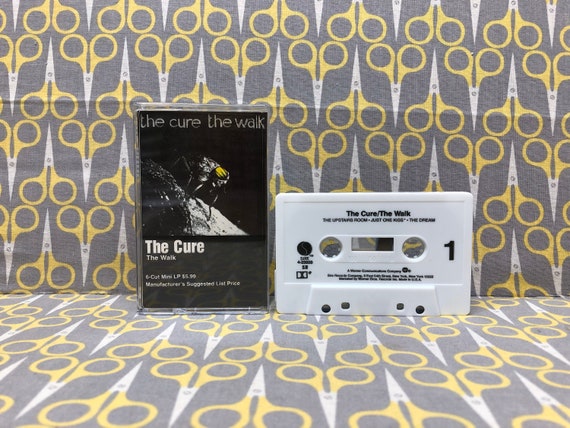 the cure the walk
The Cure
The Walk
6-Cut Mini LP $5.99
Manufacturer's Suggested List Price
The Cure/The Walk
THE UPSTAIRS ROOM • JUST ONE KISS* • THE DREAM
1
SIRE
A Warner Communications Company